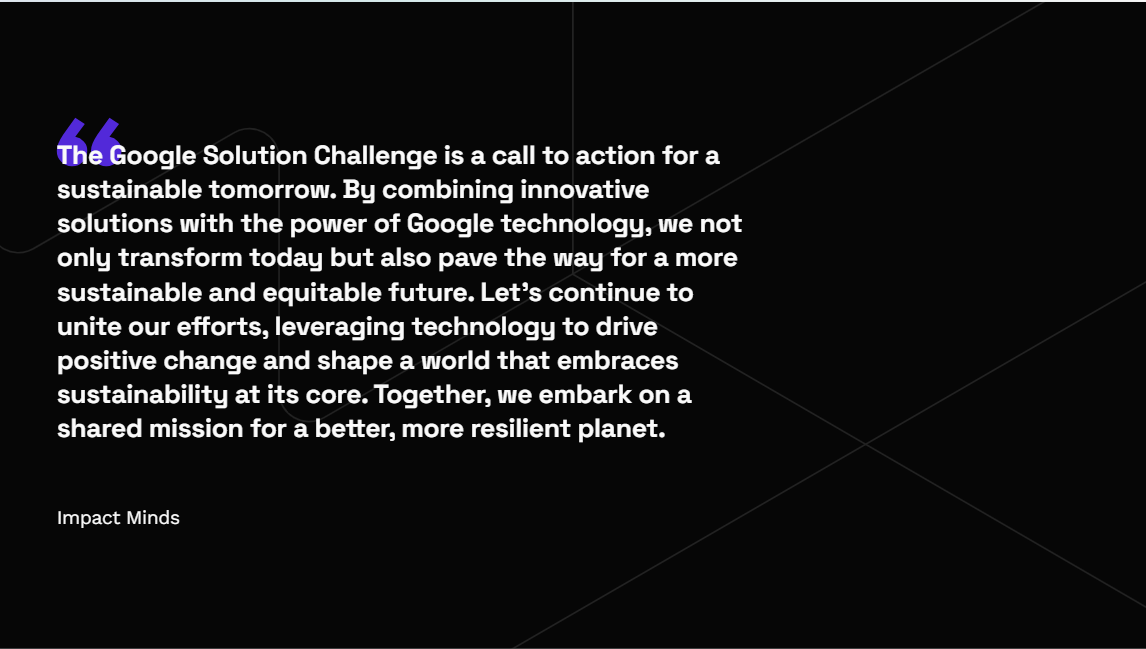 “
The Google Solution Challenge is a call to action for a
sustainable tomorrow. By combining innovative
solutions with the power of Google technology, we not
only transform today but also pave the way for a more
sustainable and equitable future. Let’s continue to
unite our efforts, leveraging technology to drive
positive change and shape a world that embraces
sustainability at its core. Together, we embark on a
shared mission for a better, more resilient planet.
Impact Minds